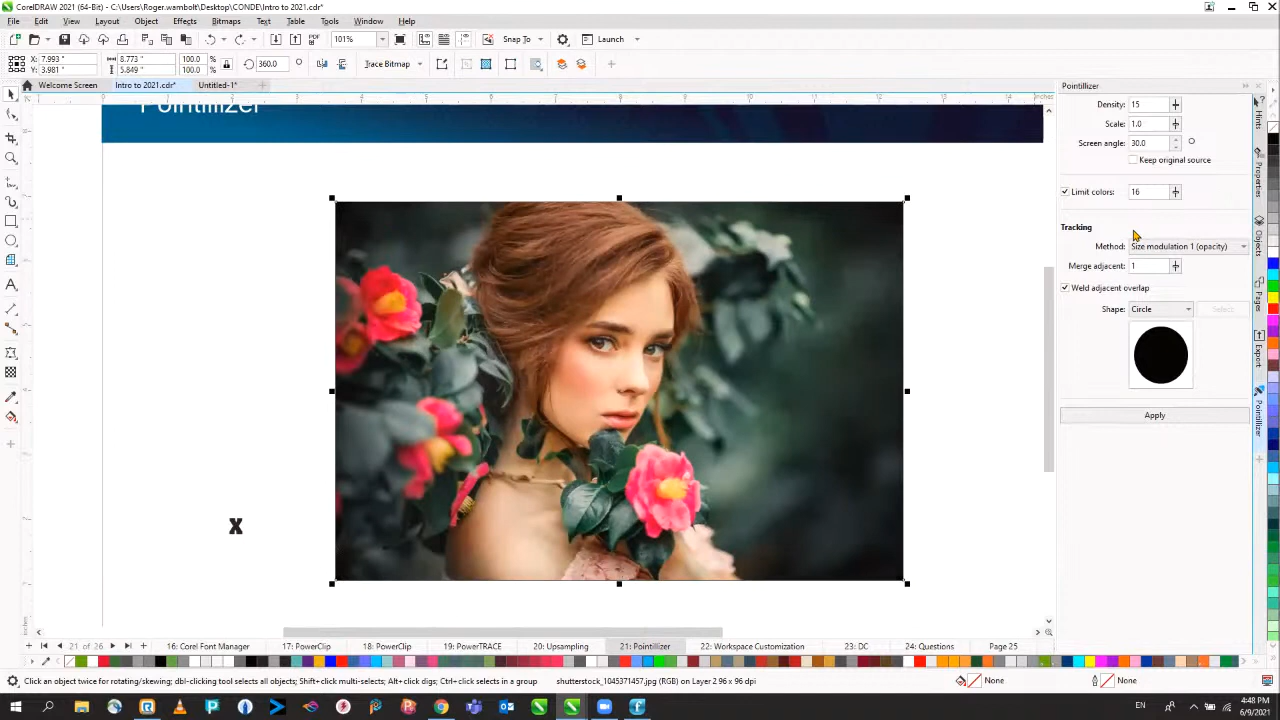 CorelDRAW 2021 (64-Bit) - C:\Users\Roger.wambolt\Desktop\CONDE\Intro to 2021.cdr*
File Edit View Layout Object Effects Bitmaps Text Table Tools Window Help
PDF 101% Snap To Launch
X: 7.993 " 8.773 " 100.0 % 360.0 ° Trace Bitmap
Y: 3.981 " 5.849 " 100.0 %
Welcome Screen Intro to 2021.cdr* Untitled-1*
Pointillizer
inches
Pointillizer
Density: 15
Scale: 1.0
Screen angle: 30.0 °
Keep original source
Limit colors: 16
Tracking
Method: Size modulation 1 (opacity)
Merge adjacent: 1
Weld adjacent overlap
Shape: Circle Select
Apply
Hints
Properties
Objects
Pages
Export
Pointillizer
x
21 of 26 16: Corel Font Manager 17: PowerClip 18: PowerClip 19: PowerTRACE 20: Upsampling 21: Pointillizer 22: Workspace Customization 23: DC 24: Questions Page 25
Click an object twice for rotating/skewing; dbl-clicking tool selects all objects; Shift+click multi-selects; Alt+click digs; Ctrl+click selects in a group shutterstock_1045371457.jpg (RGB) on Layer 2 96 x 96 dpi None None
EN 4:48 PM
6/9/2021